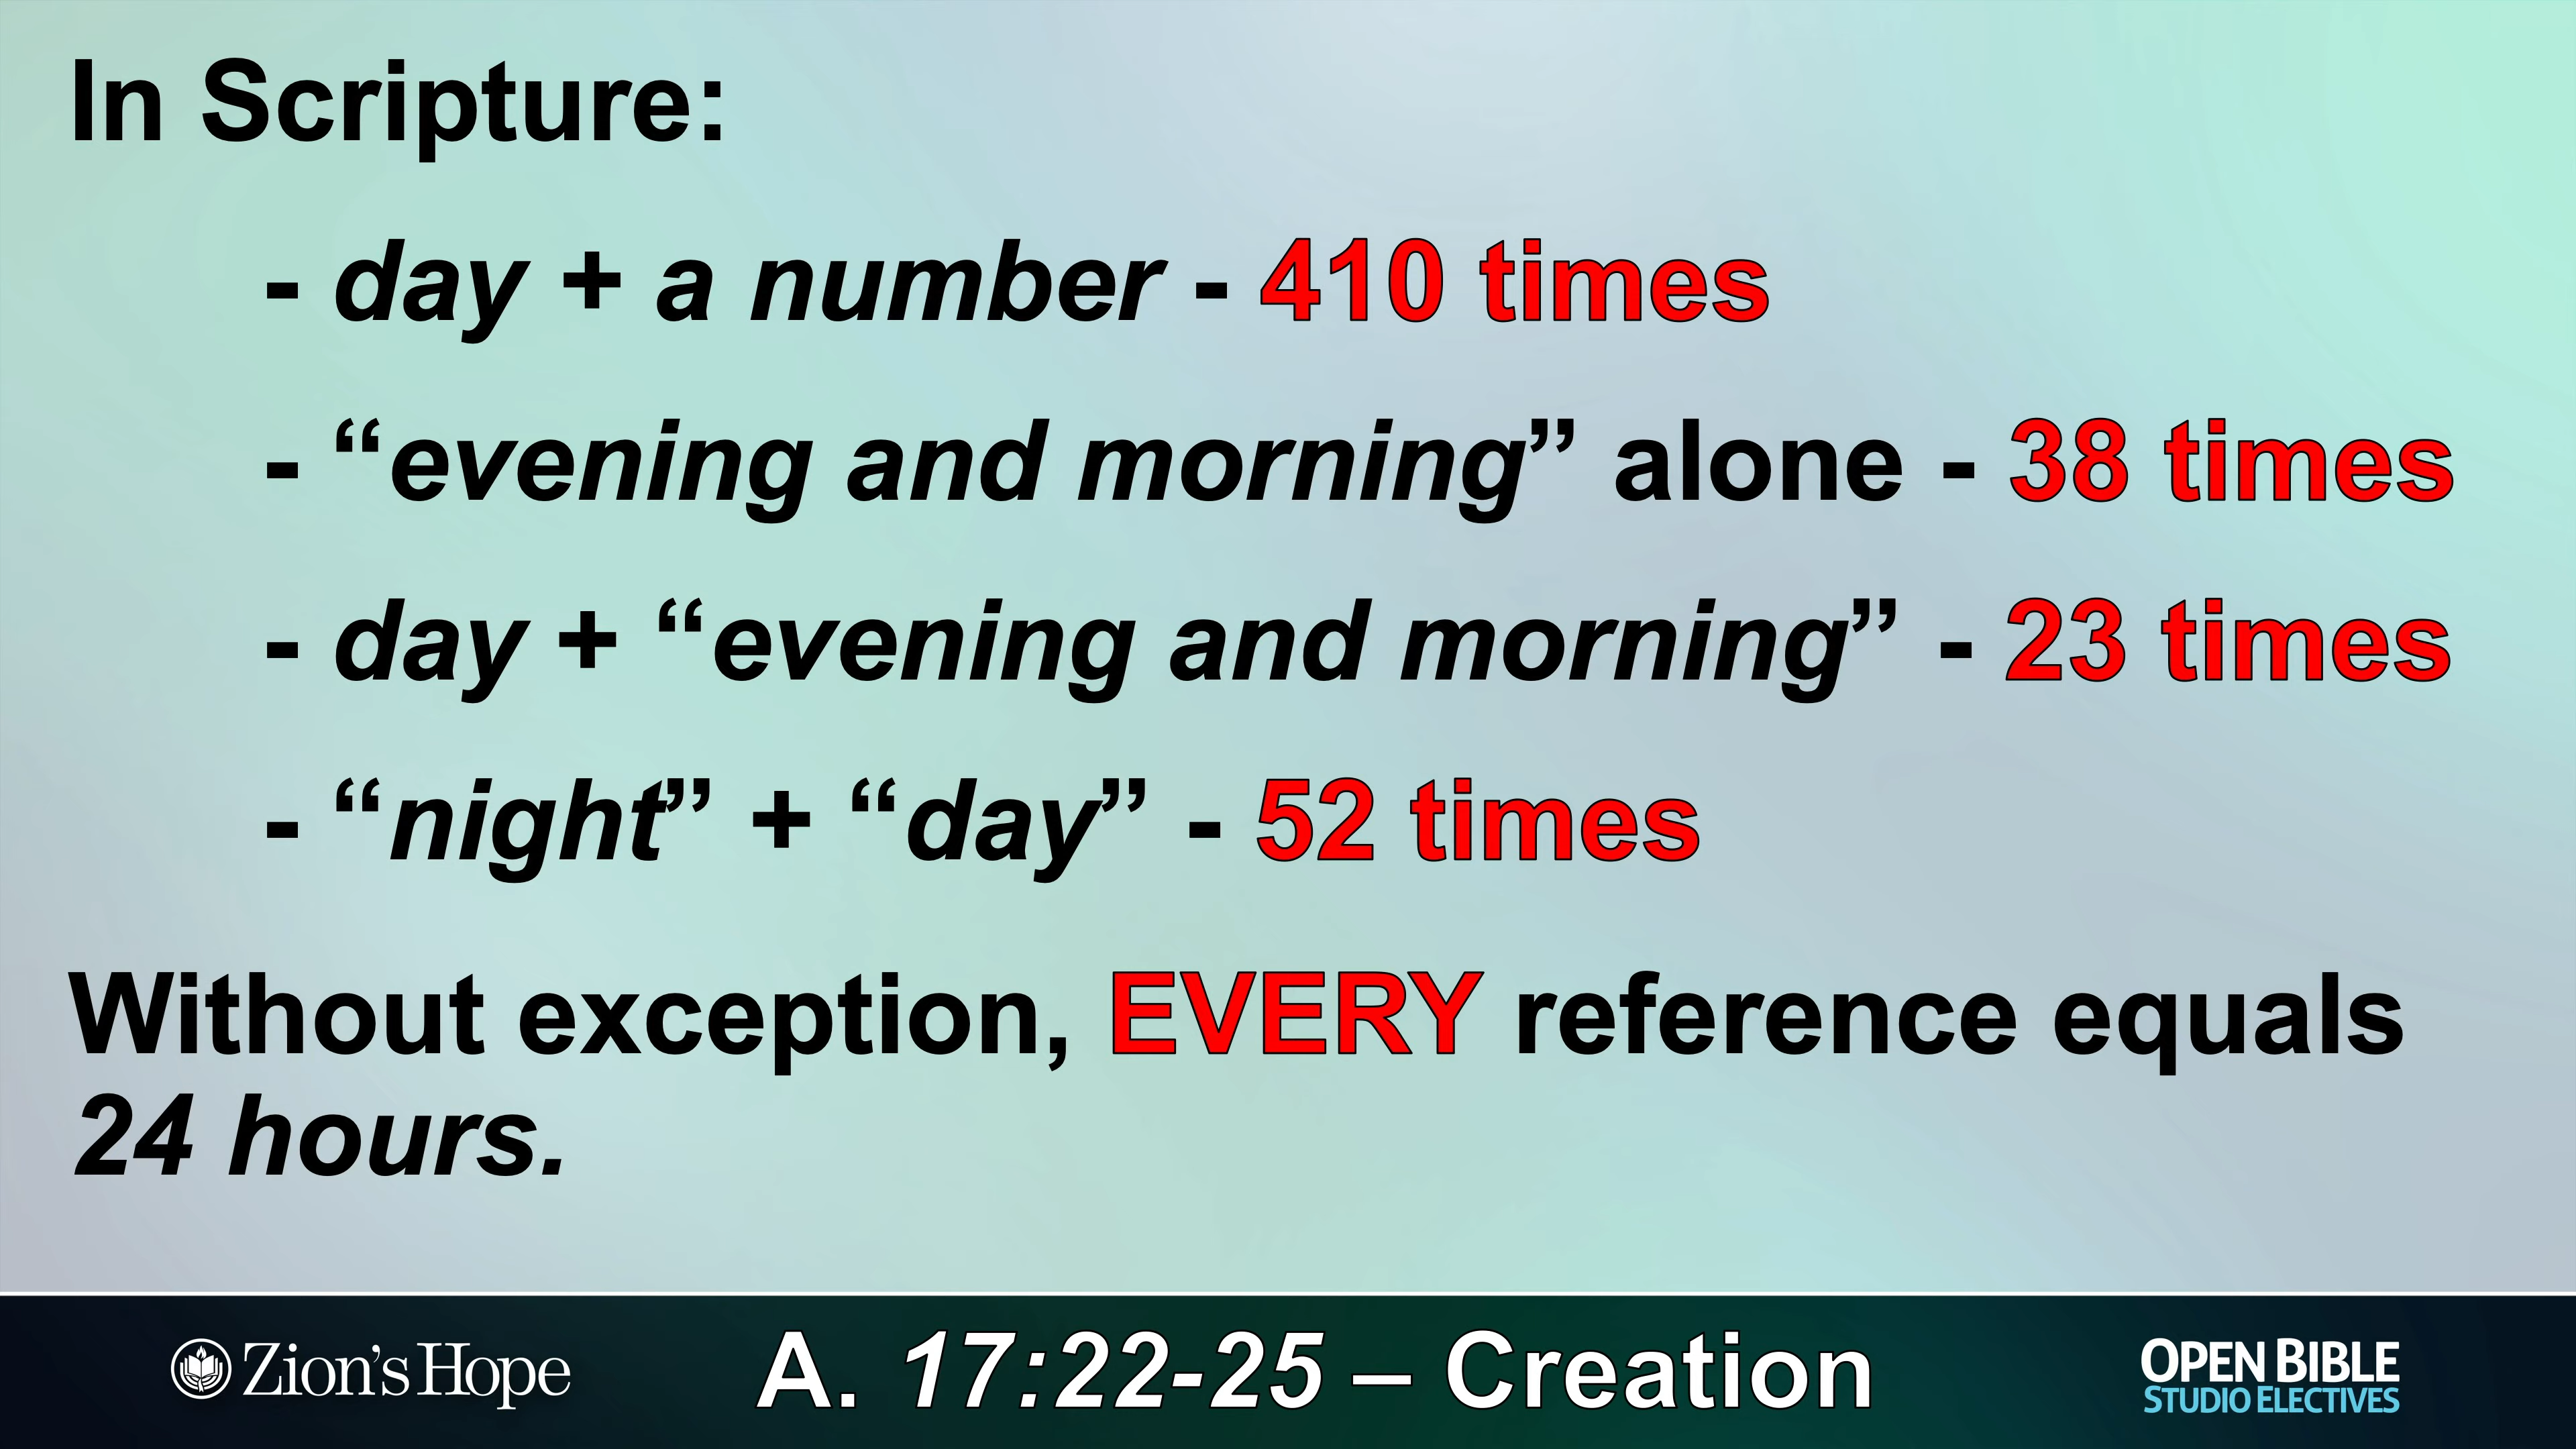 In Scripture:
- day + a number - 410 times
- “evening and morning” alone - 38 times
- day + “evening and morning” - 23 times
- “night” + “day” - 52 times
Without exception, EVERY reference equals
24 hours.
Zion's Hope
A. 17:22-25 – Creation
OPEN BIBLE
STUDIO ELECTIVES